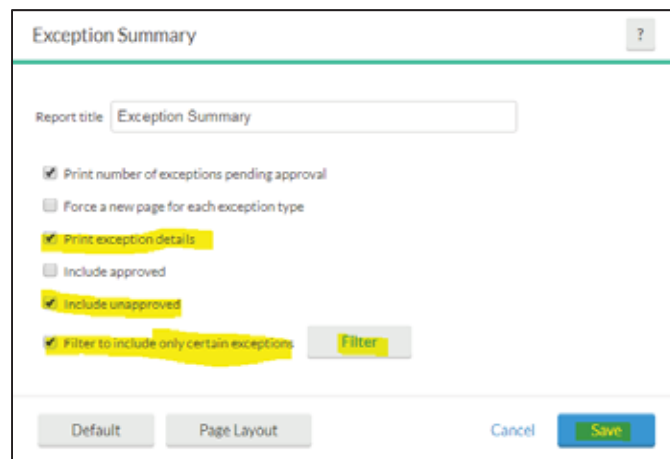 Exception Summary ?
Report title Exception Summary
Print number of exceptions pending approval
Force a new page for each exception type
Print exception details
Include approved
Include unapproved
Filter to include only certain exceptions Filter
Default Page Layout Cancel Save